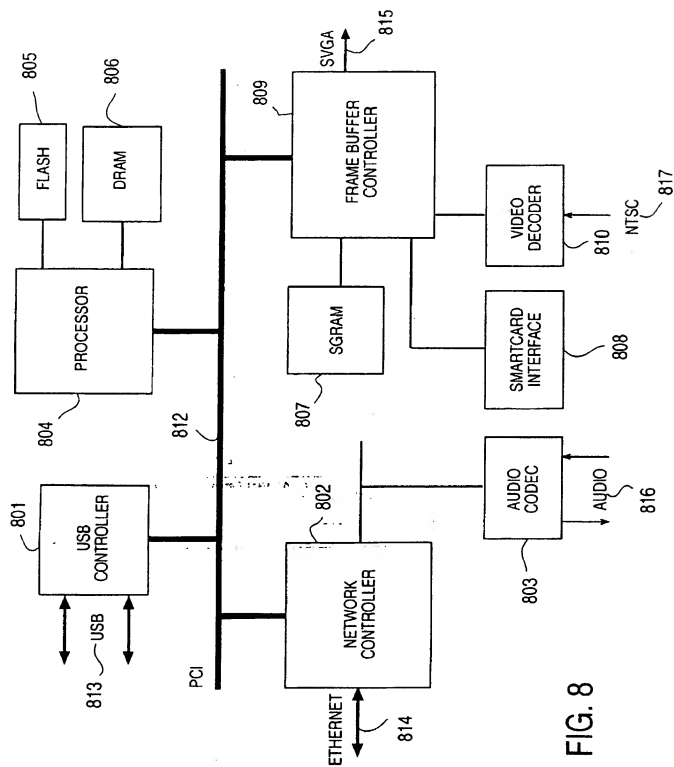 801
USB
CONTROLLER
USB
813
804
PROCESSOR
FLASH
805
DRAM
806
PCI
812
802
NETWORK
CONTROLLER
ETHERNET
814
AUDIO
CODEC
803
AUDIO
816
SGRAM
807
809
FRAME BUFFER
CONTROLLER
SVGA
815
SMARTCARD
INTERFACE
808
VIDEO
DECODER
810
NTSC
817
FIG. 8